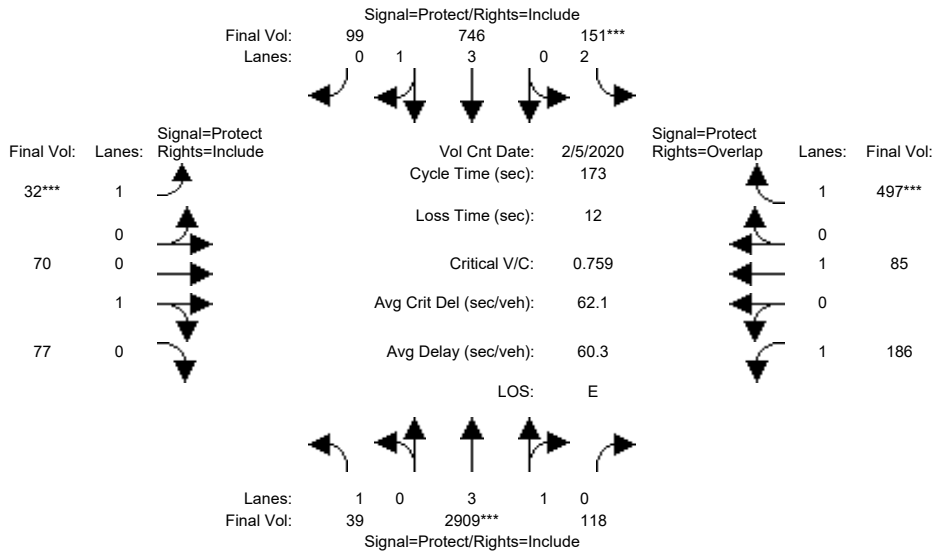 Signal=Protect/Rights=Include
Final Vol: 99 746 151***
Lanes: 0 1 3 0 2
Signal=Protect
Final Vol: Lanes: Rights=Include
Vol Cnt Date: 2/5/2020
Signal=Protect
Rights=Overlap Lanes: Final Vol:
Cycle Time (sec): 173
32*** 1
1 497***
Loss Time (sec): 12
0
0
70 0
Critical V/C: 0.759
1 85
1
Avg Crit Del (sec/veh): 62.1
0
77 0
Avg Delay (sec/veh): 60.3
1 186
LOS: E
Lanes: 1 0 3 1 0
Final Vol: 39 2909*** 118
Signal=Protect/Rights=Include